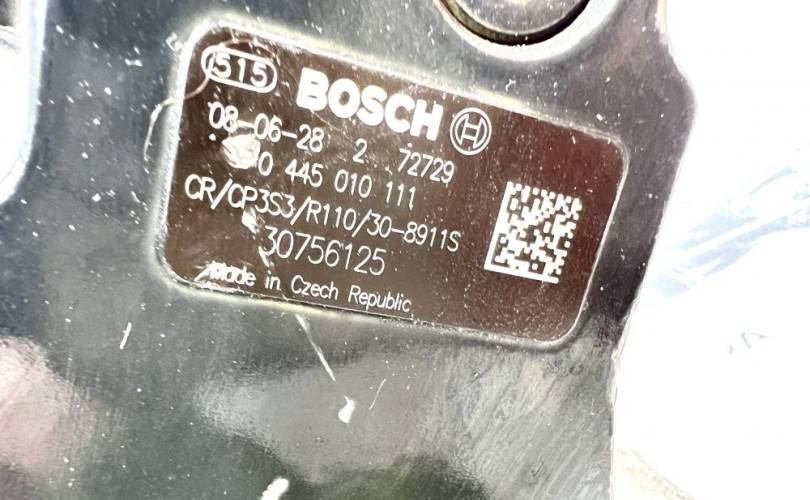 515 BOSCH
08-06-28 2 72729
0 445 010 111
CR/CP3S3/R110/30-8911S
30756125
Made in Czech Republic